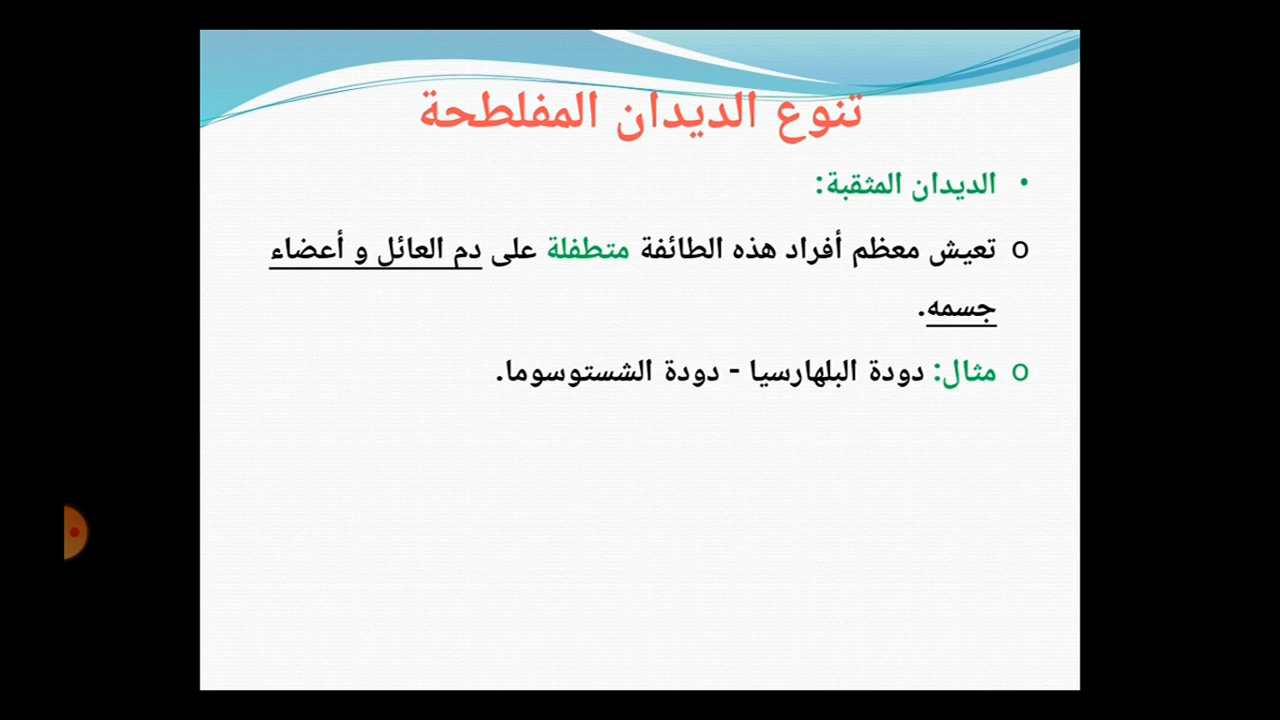 تنوع الديدان المفلطحة
• الديدان المثقبة:
o تعيش معظم أفراد هذه الطائفة متطفلة على دم العائل و أعضاء
جسمه.
o مثال: دودة البلهارسيا - دودة الشستوسوما.